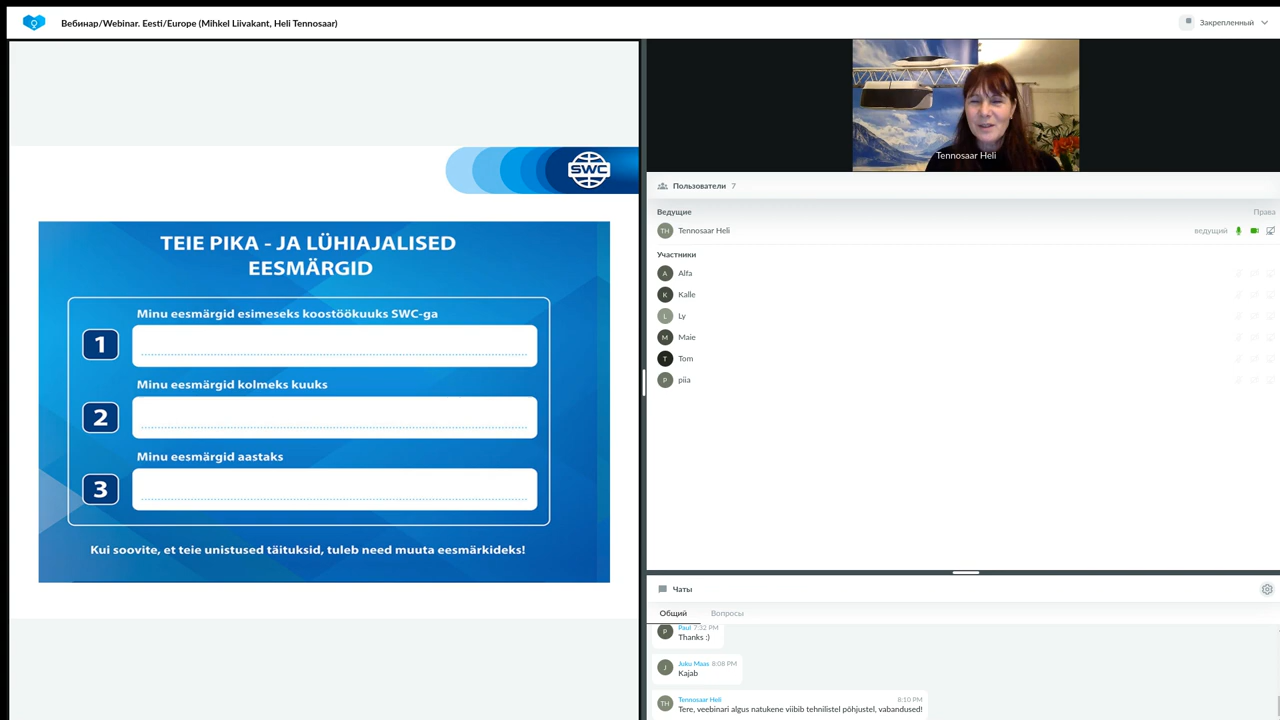 Вебинар/Webinar. Eesti/Europe (Mihkel Liivakant, Heli Tennosaar)
Закрепленный
SWC
TEIE PIKA - JA LÜHIAJALISED
EESMÄRGID
Minu eesmärgid esimeseks koostöökuuks SWC-ga
1
Minu eesmärgid kolmeks kuuks
2
Minu eesmärgid aastaks
3
Kui soovite, et teie unistused täituksid, tuleb need muuta eesmärkideks!
Tennosaar Heli
Пользователи 7
Ведущие Права
TH Tennosaar Heli ведущий
Участники
A Alfa
K Kalle
L Ly
M Maie
T Tom
P piia
Чаты
Общий Вопросы
Paul 7:32 PM
P Thanks :)
Juku Maas 8:08 PM
J Kajab
Tennosaar Heli 8:10 PM
TH Tere, veebinari algus natukene viibib tehnilistel põhjustel, vabandused!